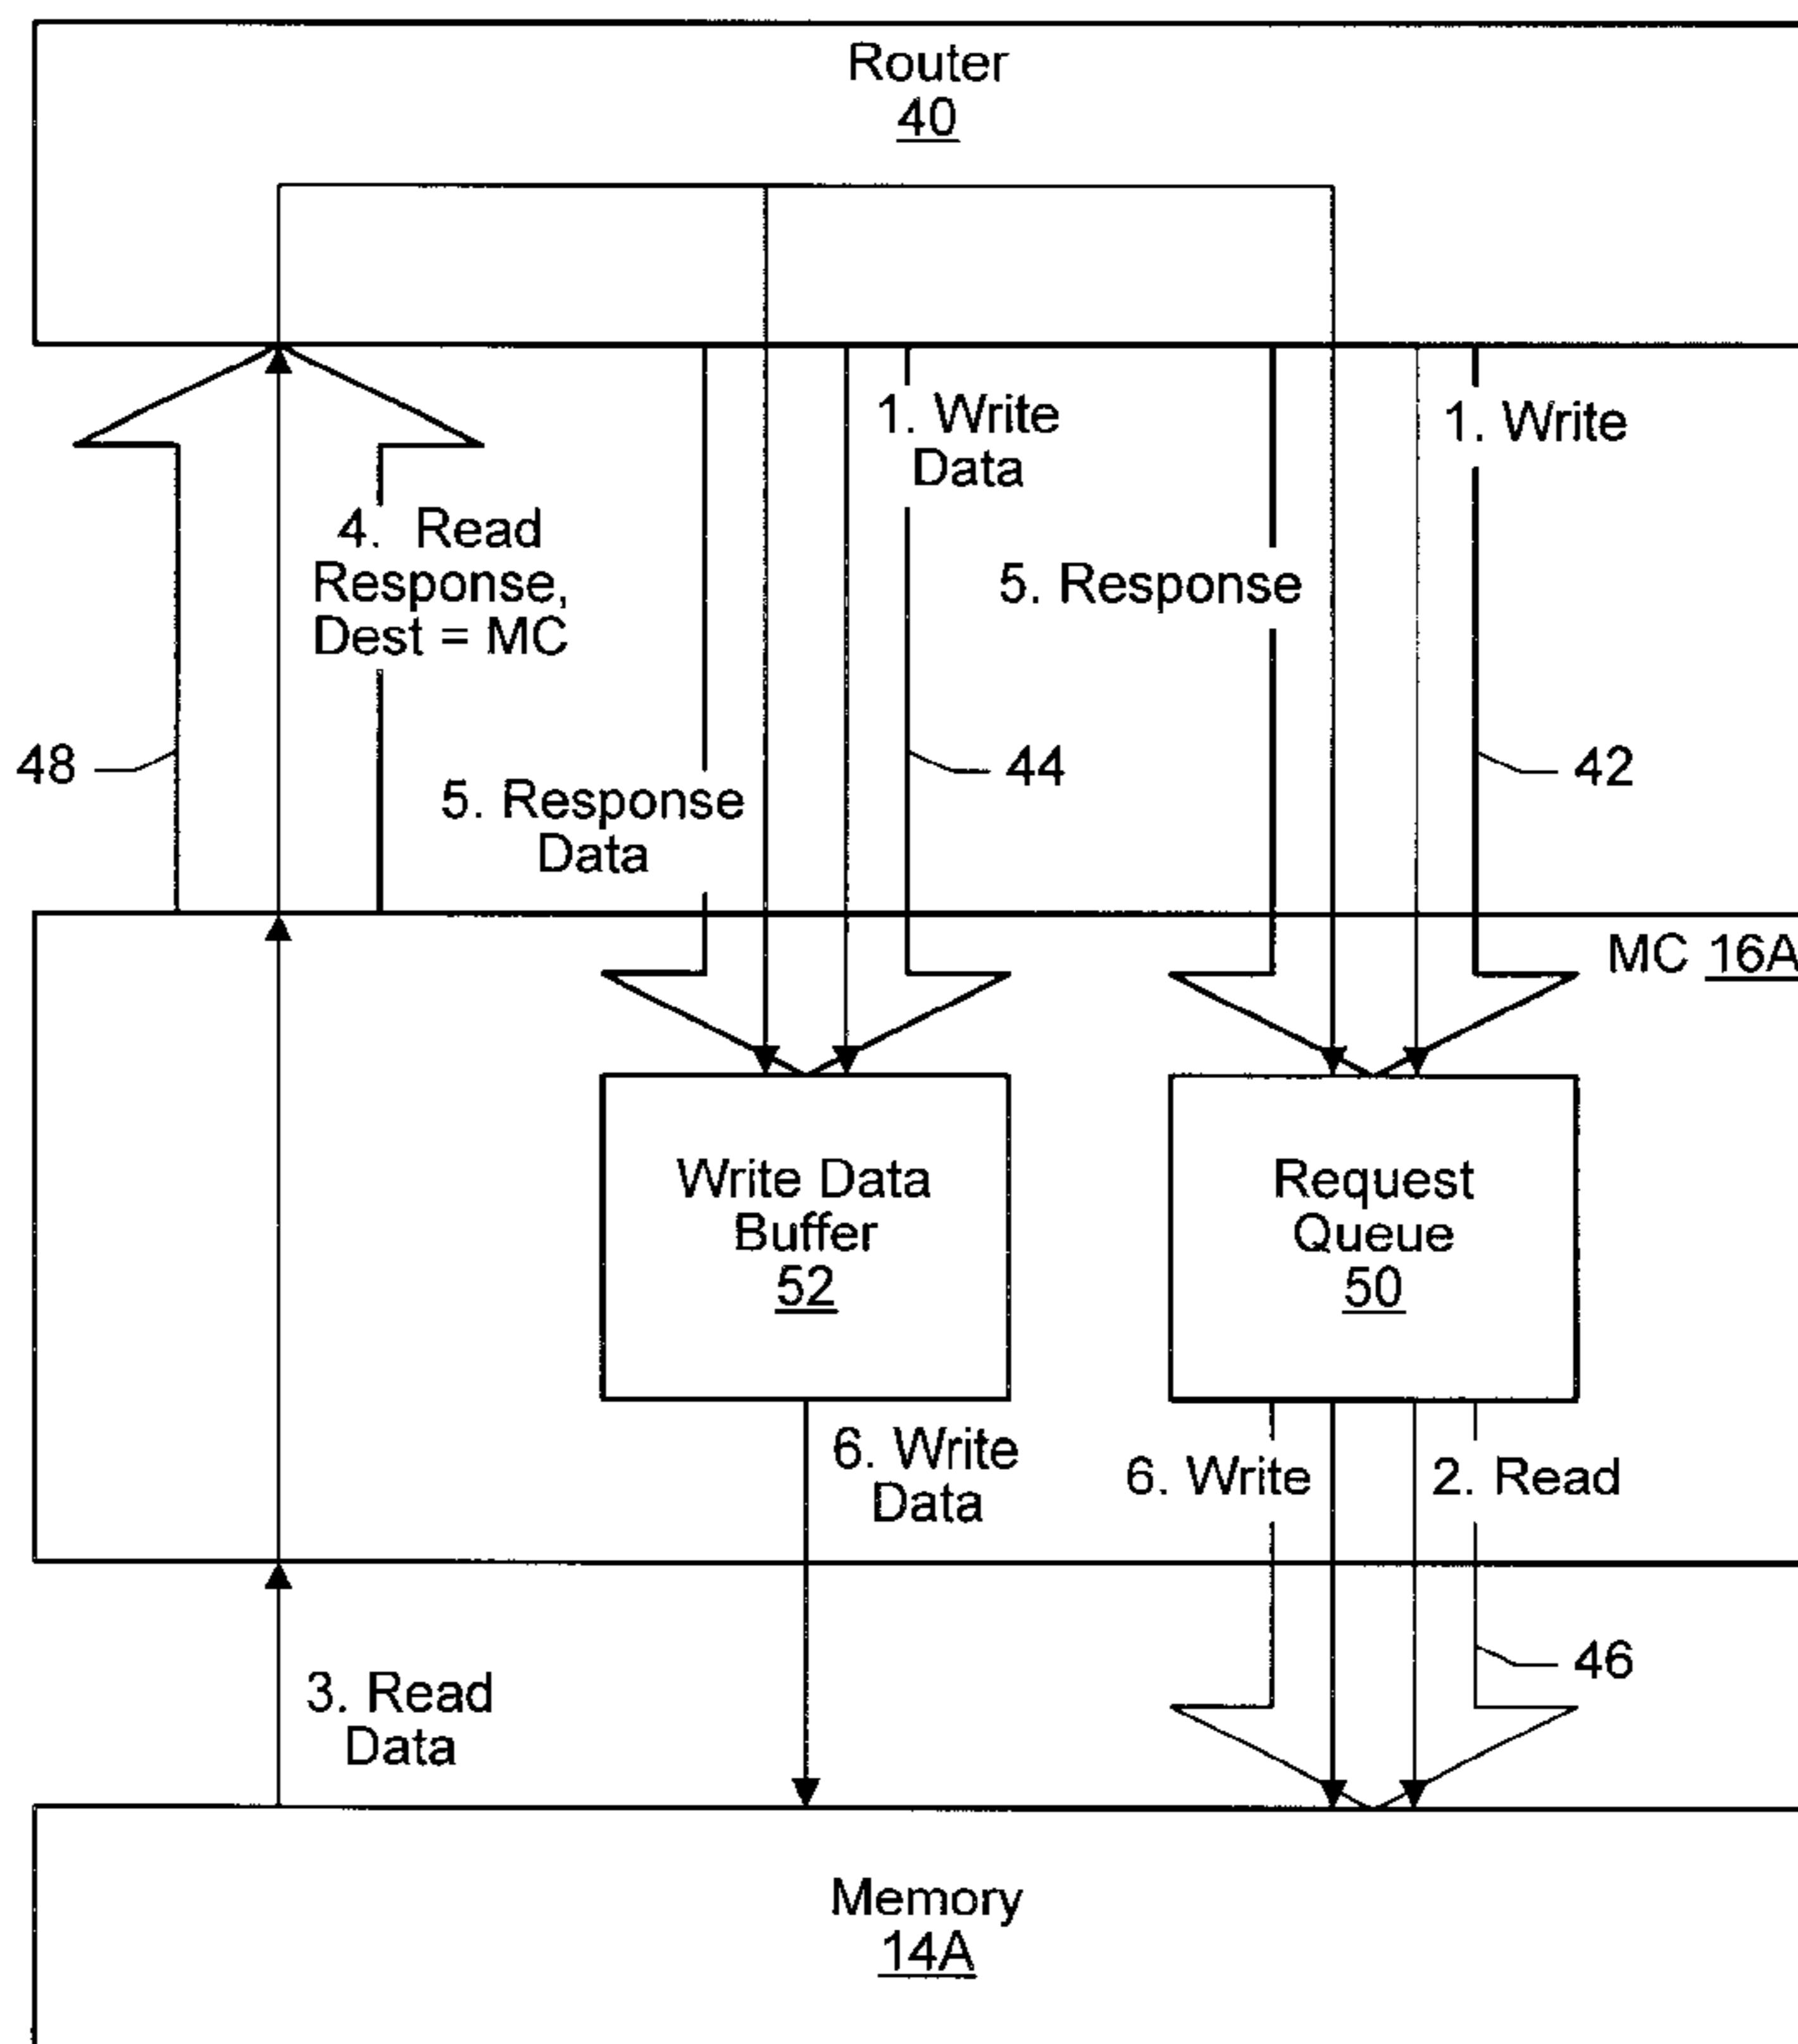 Router
40
1. Write
Data
1. Write
4. Read
Response,
Dest = MC
5. Response
48
44
42
5. Response
Data
MC 16A
Write Data
Buffer
52
Request
Queue
50
6. Write
Data
6. Write
2. Read
46
3. Read
Data
Memory
14A